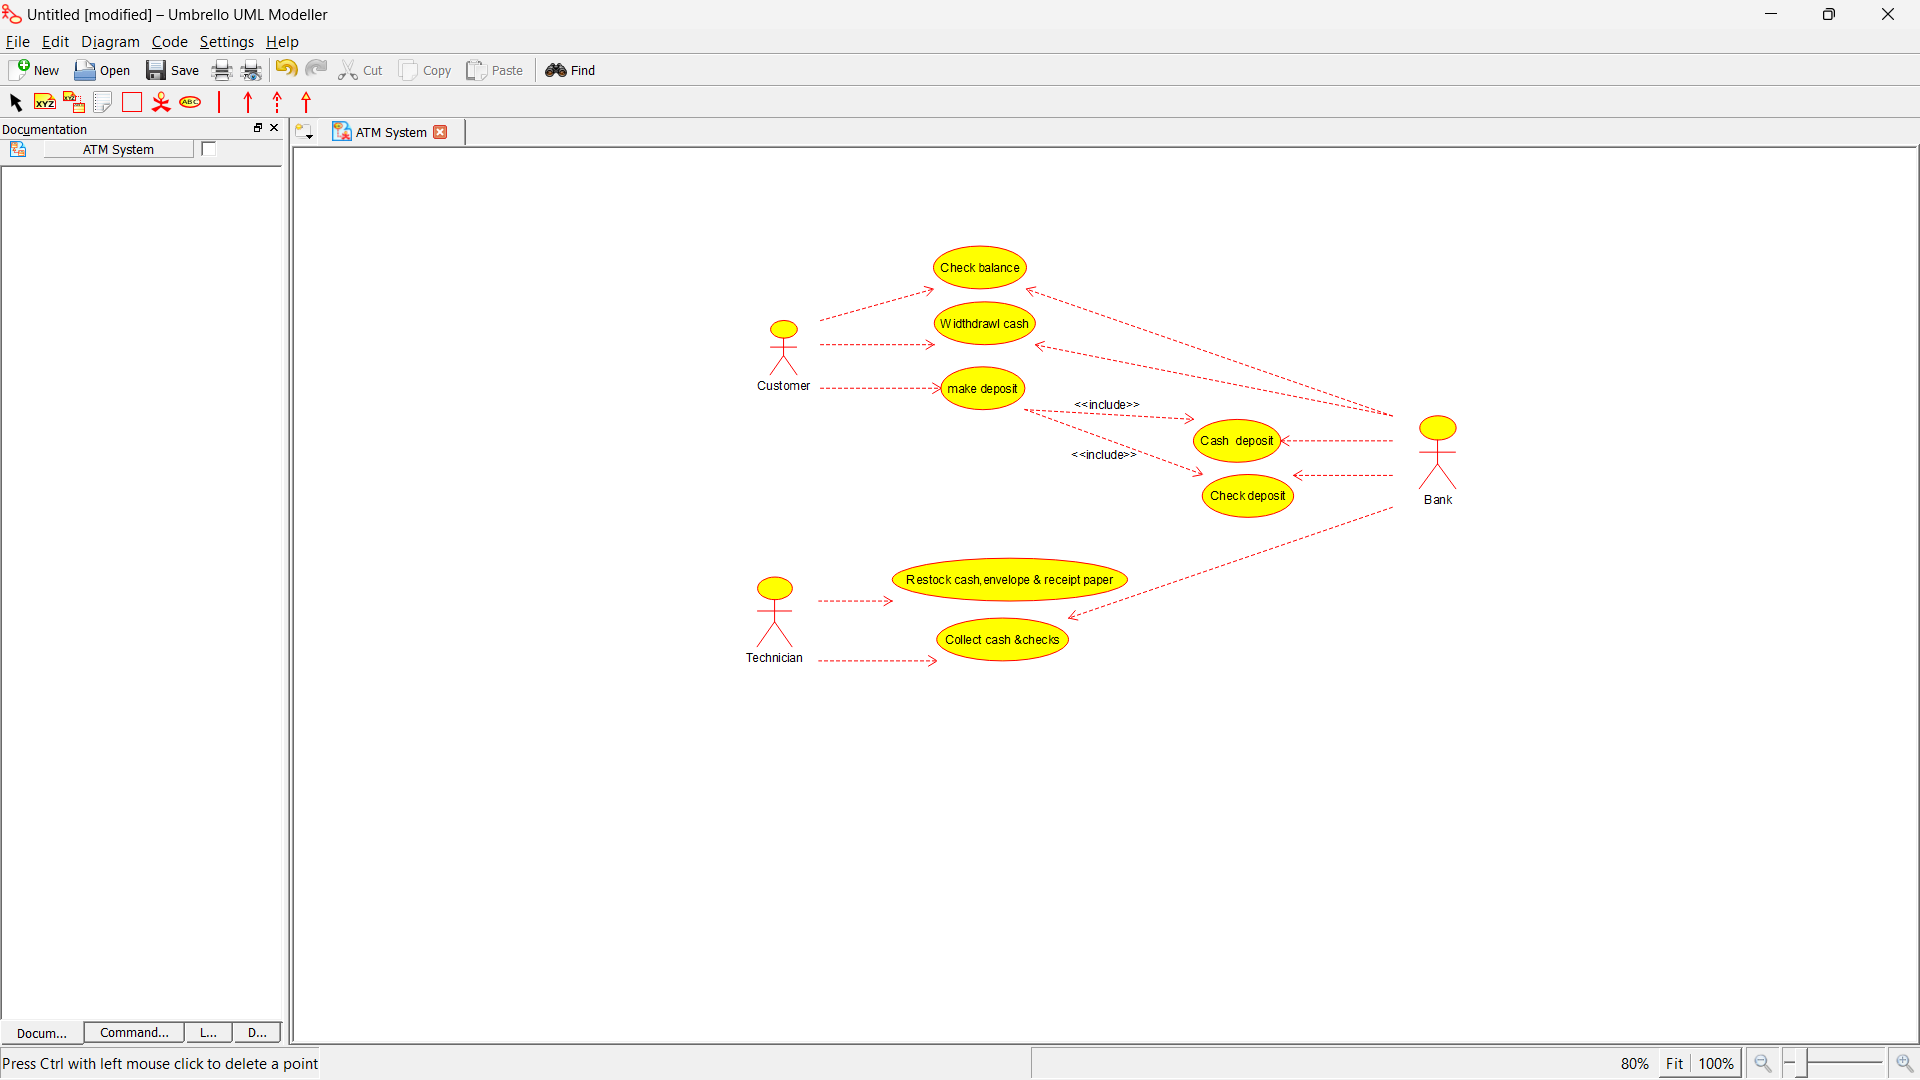 Untitled [modified] – Umbrello UML Modeller
File Edit Diagram Code Settings Help
New Open Save Cut Copy Paste Find
XYZ XYZ ABC
Documentation
ATM System
ATM System
Check balance
Widthdrawl cash
Customer
make deposit
<<include>>
Cash deposit
<<include>>
Check deposit
Bank
Restock cash,envelope & receipt paper
Technician
Collect cash &checks
Docum... Command... L... D...
Press Ctrl with left mouse click to delete a point
80% Fit 100%